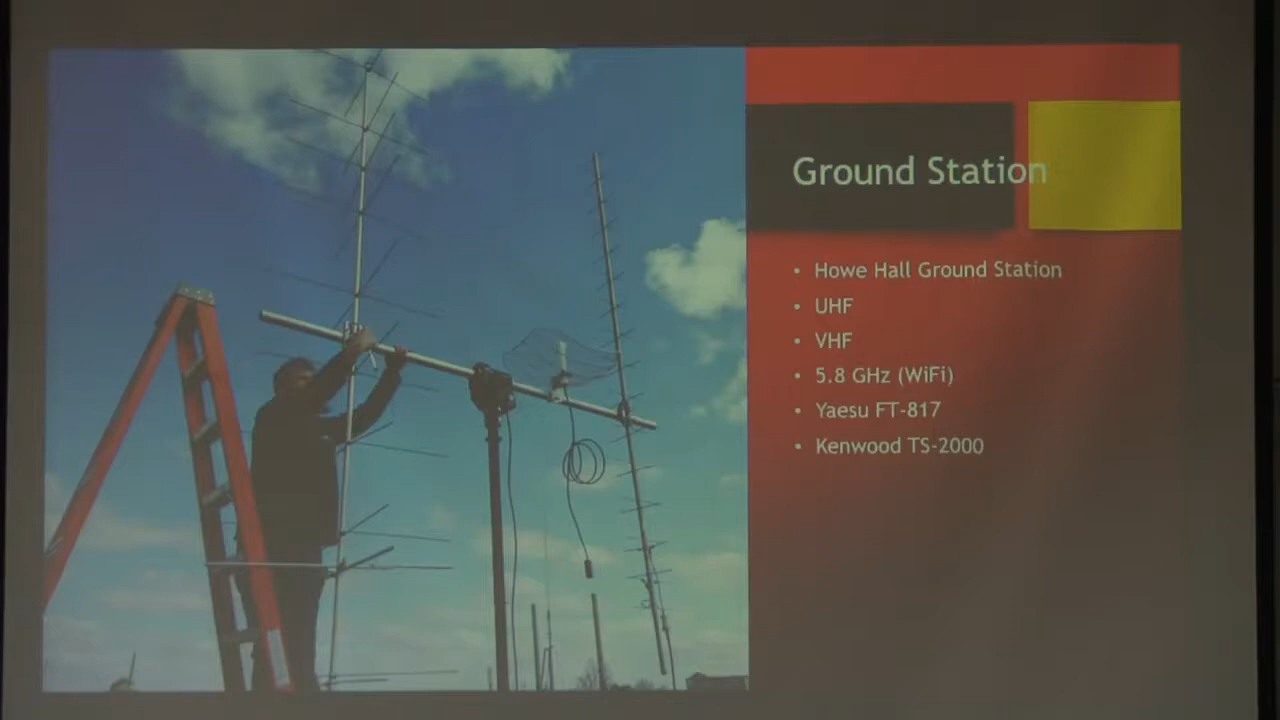 Ground Station
• Howe Hall Ground Station
• UHF
• VHF
• 5.8 GHz (WiFi)
• Yaesu FT-817
• Kenwood TS-2000